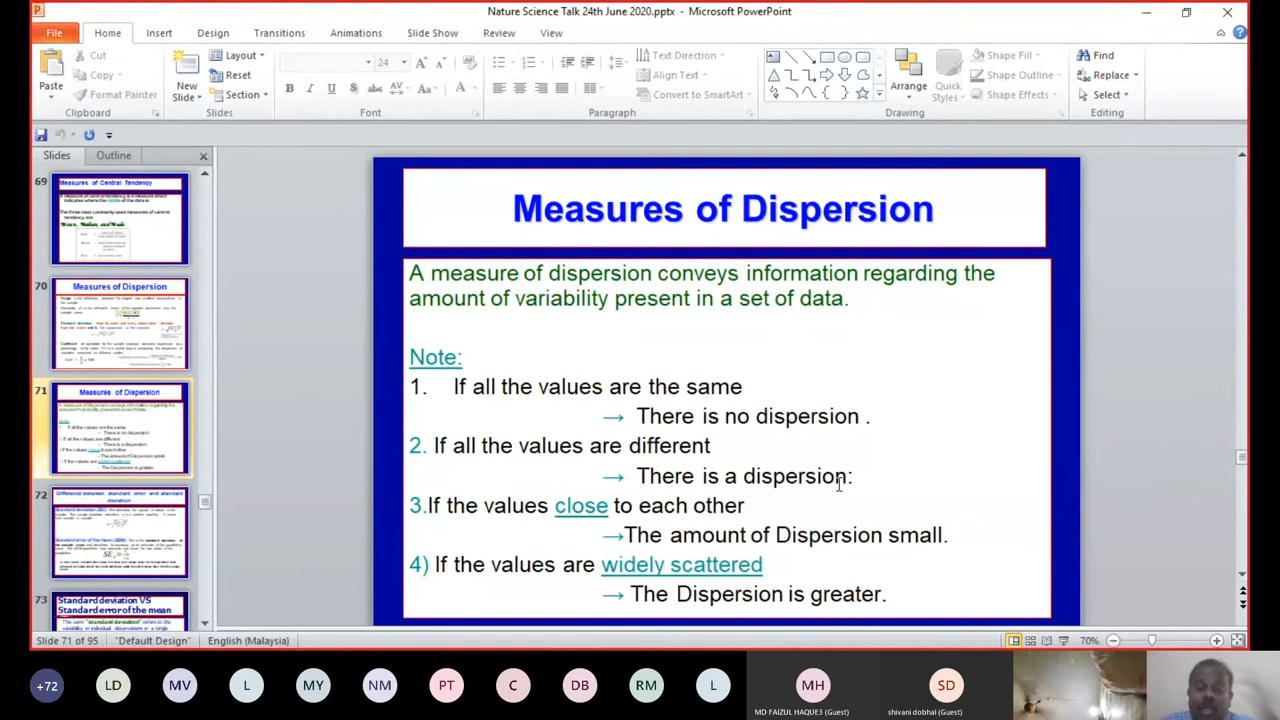 Nature Science Talk 24th June 2020.pptx - Microsoft PowerPoint
File Home Insert Design Transitions Animations Slide Show Review View
Cut
Copy
Format Painter
Paste
Clipboard
New Slide
Layout
Reset
Section
Slides
24
Font
Text Direction
Align Text
Convert to SmartArt
Paragraph
Arrange
Quick Styles
Shape Fill
Shape Outline
Shape Effects
Drawing
Find
Replace
Select
Editing
Slides Outline
69
Measures of Central Tendency
70
Measures of Dispersion
71
Measures of Dispersion
72
Difference between standard error and standard deviation
73
Standard deviation VS
Standard error of the mean
Measures of Dispersion
A measure of dispersion conveys information regarding the
amount of variability present in a set of data.
Note:
1. If all the values are the same
→ There is no dispersion .
2. If all the values are different
→ There is a dispersion:
3.If the values close to each other
→The amount of Dispersion small.
4) If the values are widely scattered
→ The Dispersion is greater.
Slide 71 of 95 "Default Design" English (Malaysia) 70%
+72 LD MV L MY NM PT C DB RM L MH SD
MD FAIZUL HAQUE3 (Guest) shivani dobhal (Guest)